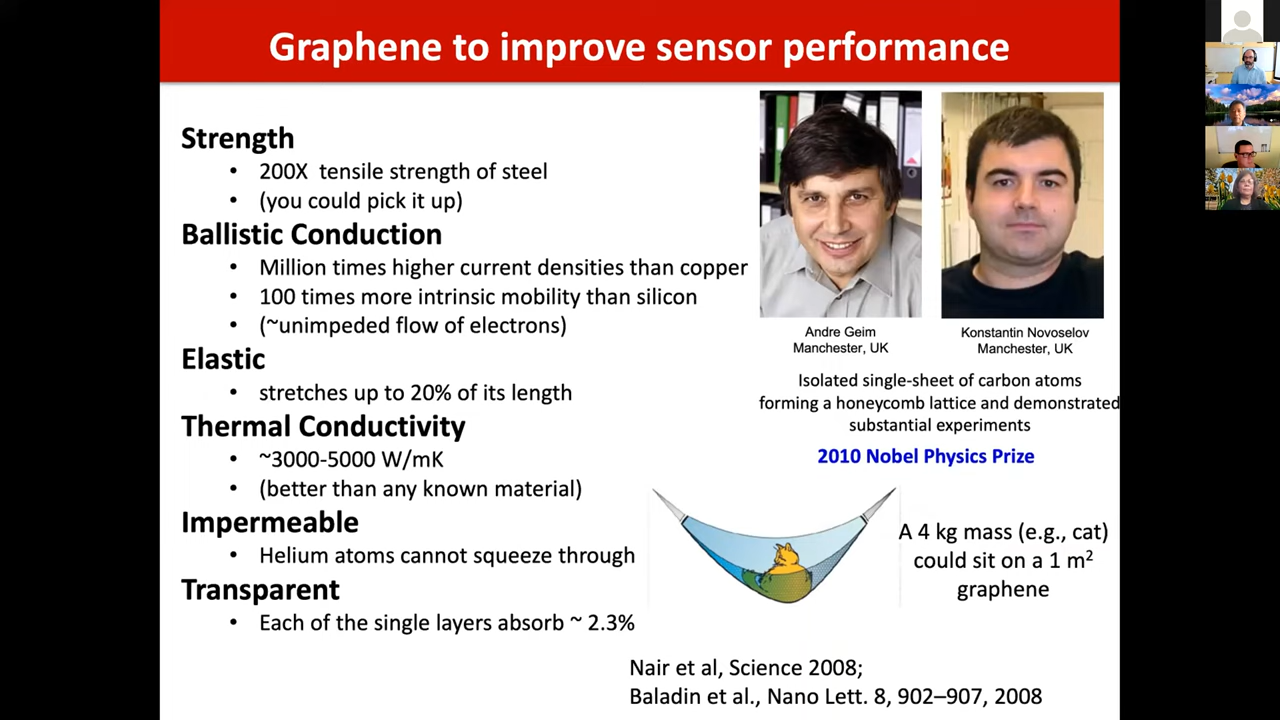 Graphene to improve sensor performance
Strength
• 200X tensile strength of steel
• (you could pick it up)
Ballistic Conduction
• Million times higher current densities than copper
• 100 times more intrinsic mobility than silicon
• (~unimpeded flow of electrons)
Elastic
• stretches up to 20% of its length
Thermal Conductivity
• ~3000-5000 W/mK
• (better than any known material)
Impermeable
• Helium atoms cannot squeeze through
Transparent
• Each of the single layers absorb ~ 2.3%
Andre Geim
Manchester, UK
Konstantin Novoselov
Manchester, UK
Isolated single-sheet of carbon atoms
forming a honeycomb lattice and demonstrated
substantial experiments
2010 Nobel Physics Prize
A 4 kg mass (e.g., cat)
could sit on a 1 m²
graphene
Nair et al, Science 2008;
Baladin et al., Nano Lett. 8, 902–907, 2008